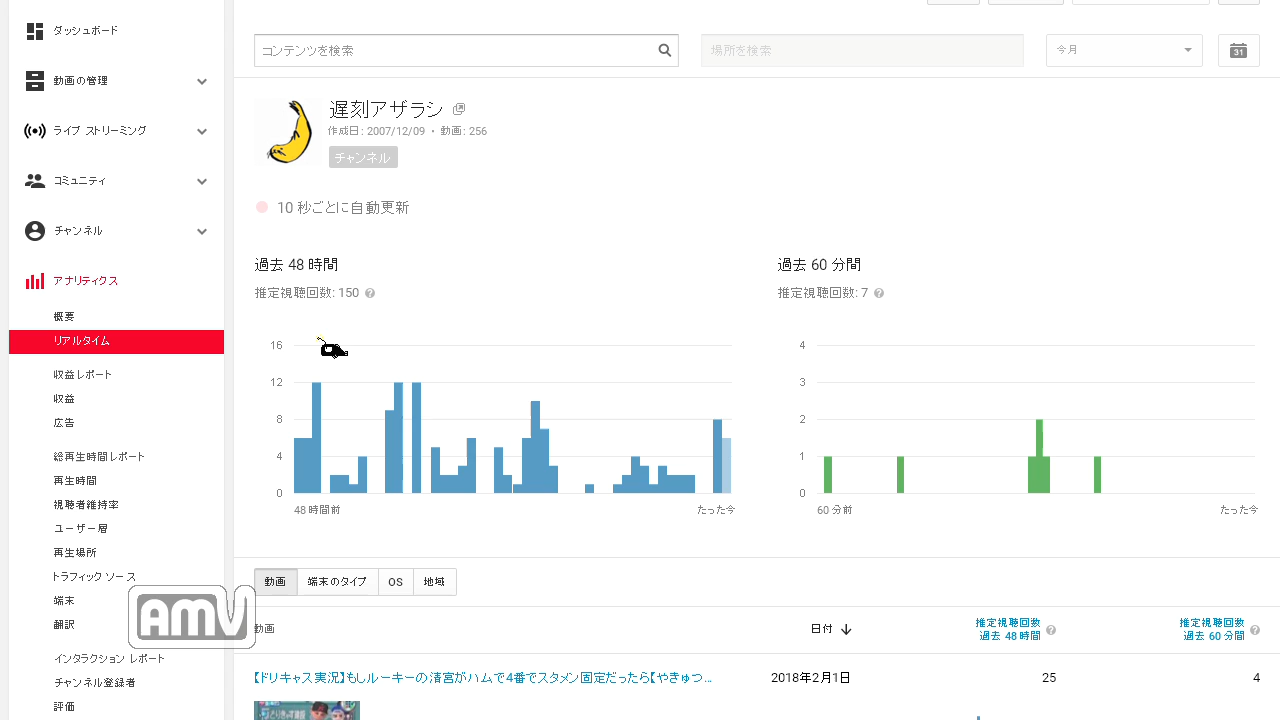 ダッシュボード
動画の管理
ライブ ストリーミング
コミュニティ
チャンネル
アナリティクス
概要
リアルタイム
収益レポート
収益
広告
総再生時間レポート
再生時間
視聴者維持率
ユーザー層
再生場所
トラフィック ソース
端末
翻訳
インタラクション レポート
チャンネル登録者
評価
AMV
コンテンツを検索
場所を検索
今月
31
遅刻アザラシ
作成日: 2007/12/09 ・ 動画: 256
チャンネル
10 秒ごとに自動更新
過去 48 時間
推定視聴回数: 150 ?
16
12
8
4
0
48 時間前
たった今
過去 60 分間
推定視聴回数: 7 ?
4
3
2
1
0
60 分前
たった今
動画 端末のタイプ OS 地域
動画
日付
推定視聴回数
過去 48 時間 ?
推定視聴回数
過去 60 分間 ?
【ドリキャス実況】もしルーキーの清宮がハムで4番でスタメン固定だったら【やきゅつ... 2018年2月1日 25 4